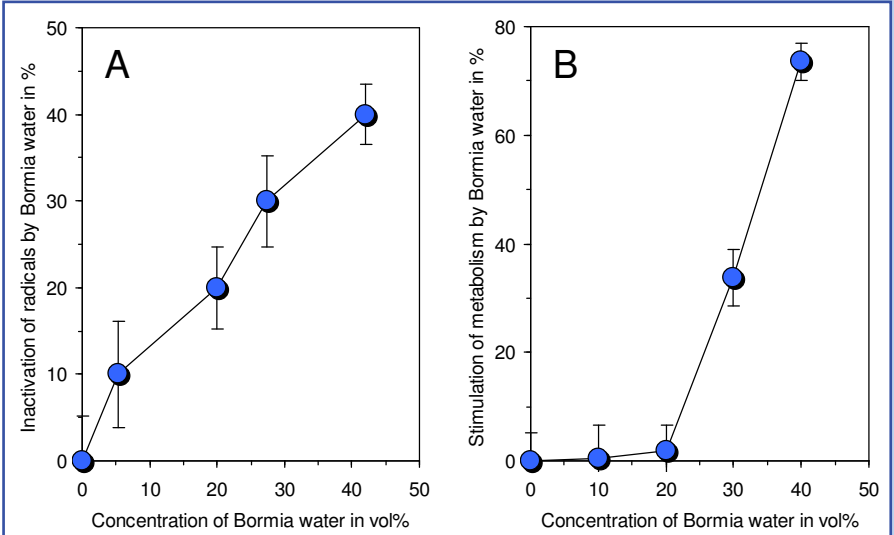 A
Inactivation of radicals by Bormia water in %
50
40
30
20
10
0
0 10 20 30 40 50
Concentration of Bormia water in vol%
B
Stimulation of metabolism by Bormia water in %
80
60
40
20
0
0 10 20 30 40 50
Concentration of Bormia water in vol%